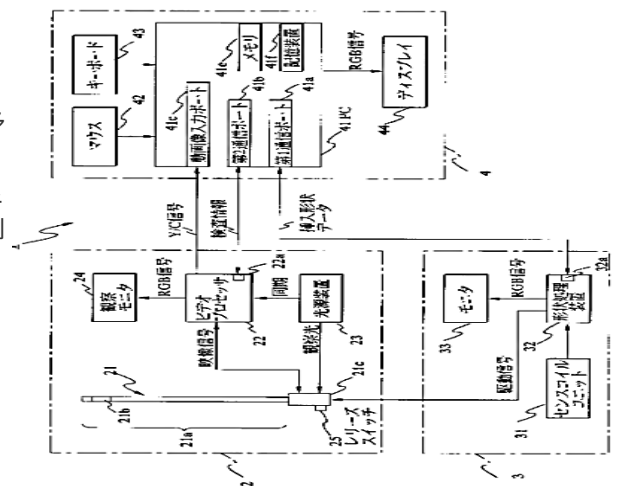 1
2
21
21a
21b
21c
25
レリーズ
スイッチ
映像信号
観察光
22
ビデオ
プロセッサ
22a
同期
光源装置
23
RGB信号
観察
モニタ
24
3
31
センスコイル
ユニット
駆動信号
32
形状処理
装置
32a
RGB信号
モニタ
33
Y/C信号
検査情報
挿入形状
データ
4
マウス
42
キーボード
43
41c
動画像入力ポート
第2通信ポート
41b
第1通信ポート
41a
41e
メモリ
41f
記憶装置
41 PC
RGB信号
ディスプレイ
44